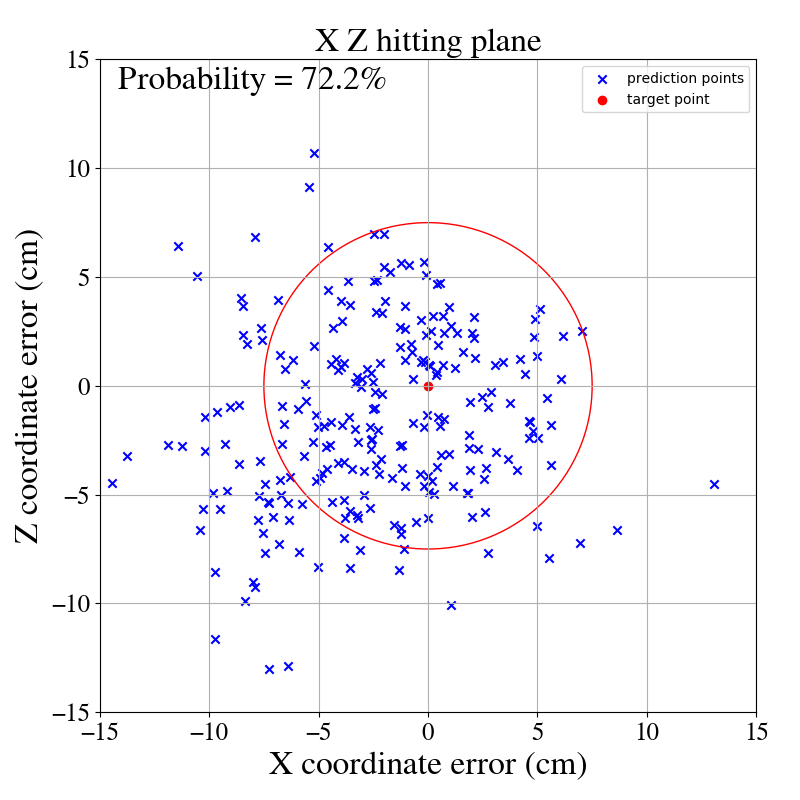 X Z hitting plane
Probability = 72.2%
prediction points
target point
15
10
5
0
−5
−10
−15
Z coordinate error (cm)
−15 −10 −5 0 5 10 15
X coordinate error (cm)